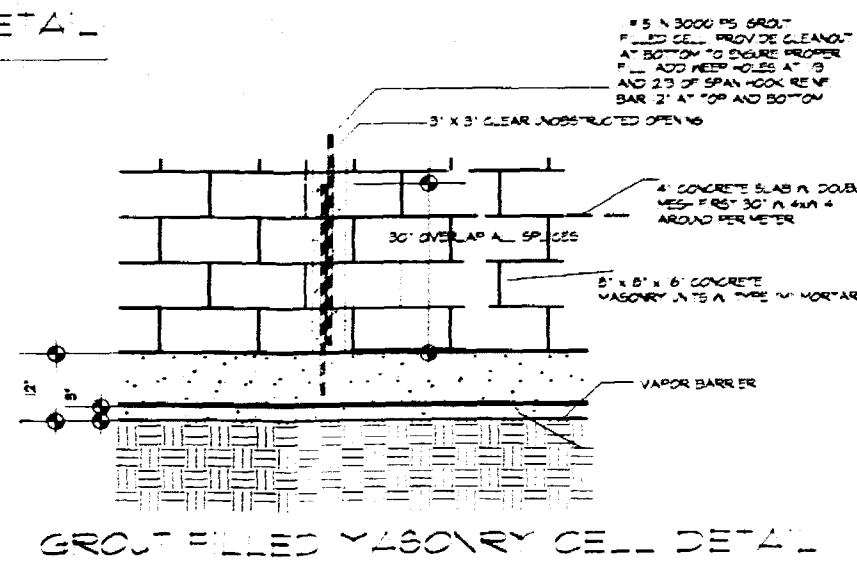 ETAIL
#5 IN 3000 PSI GROUT
FILLED CELL PROVIDE CLEANOUT
AT BOTTOM TO ENSURE PROPER
FILL ADD WEEP HOLES AT 1/3
AND 2/3 OF SPAN HOOK REINF
BAR 12" AT TOP AND BOTTOM
3" X 3" CLEAR UNOBSTRUCTED OPENING
4" CONCRETE SLAB W/ DOUBL
MESH FIRST 30"
AROUND PERIMETER
30" OVERLAP ALL SPLICES
8" x 8" x 16" CONCRETE
MASONRY UNITS W/ TYPE "M" MORTAR
12"
3"
VAPOR BARRIER
GROUT FILLED MASONRY CELL DETAIL